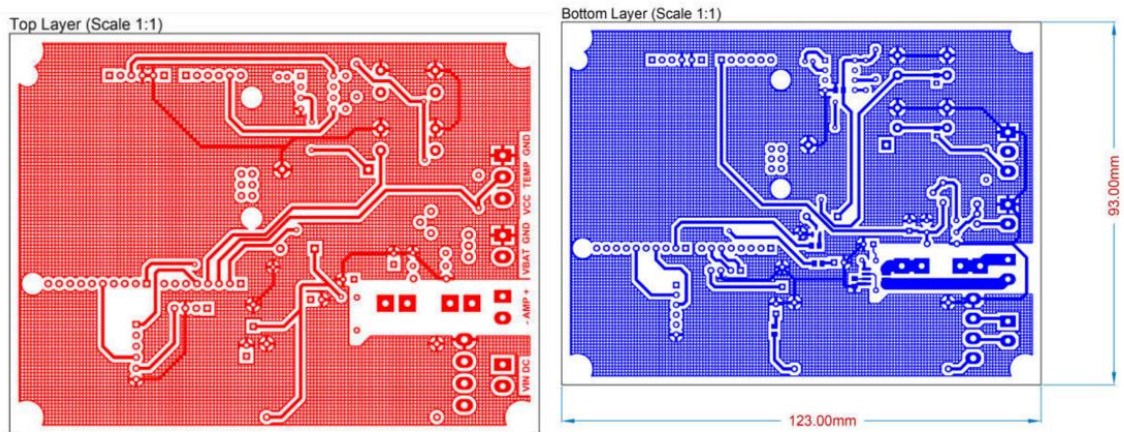 Top Layer (Scale 1:1)
Bottom Layer (Scale 1:1)
VCC TEMP GND
VBAT GND
- AMP +
VIN DC
93.00mm
123.00mm